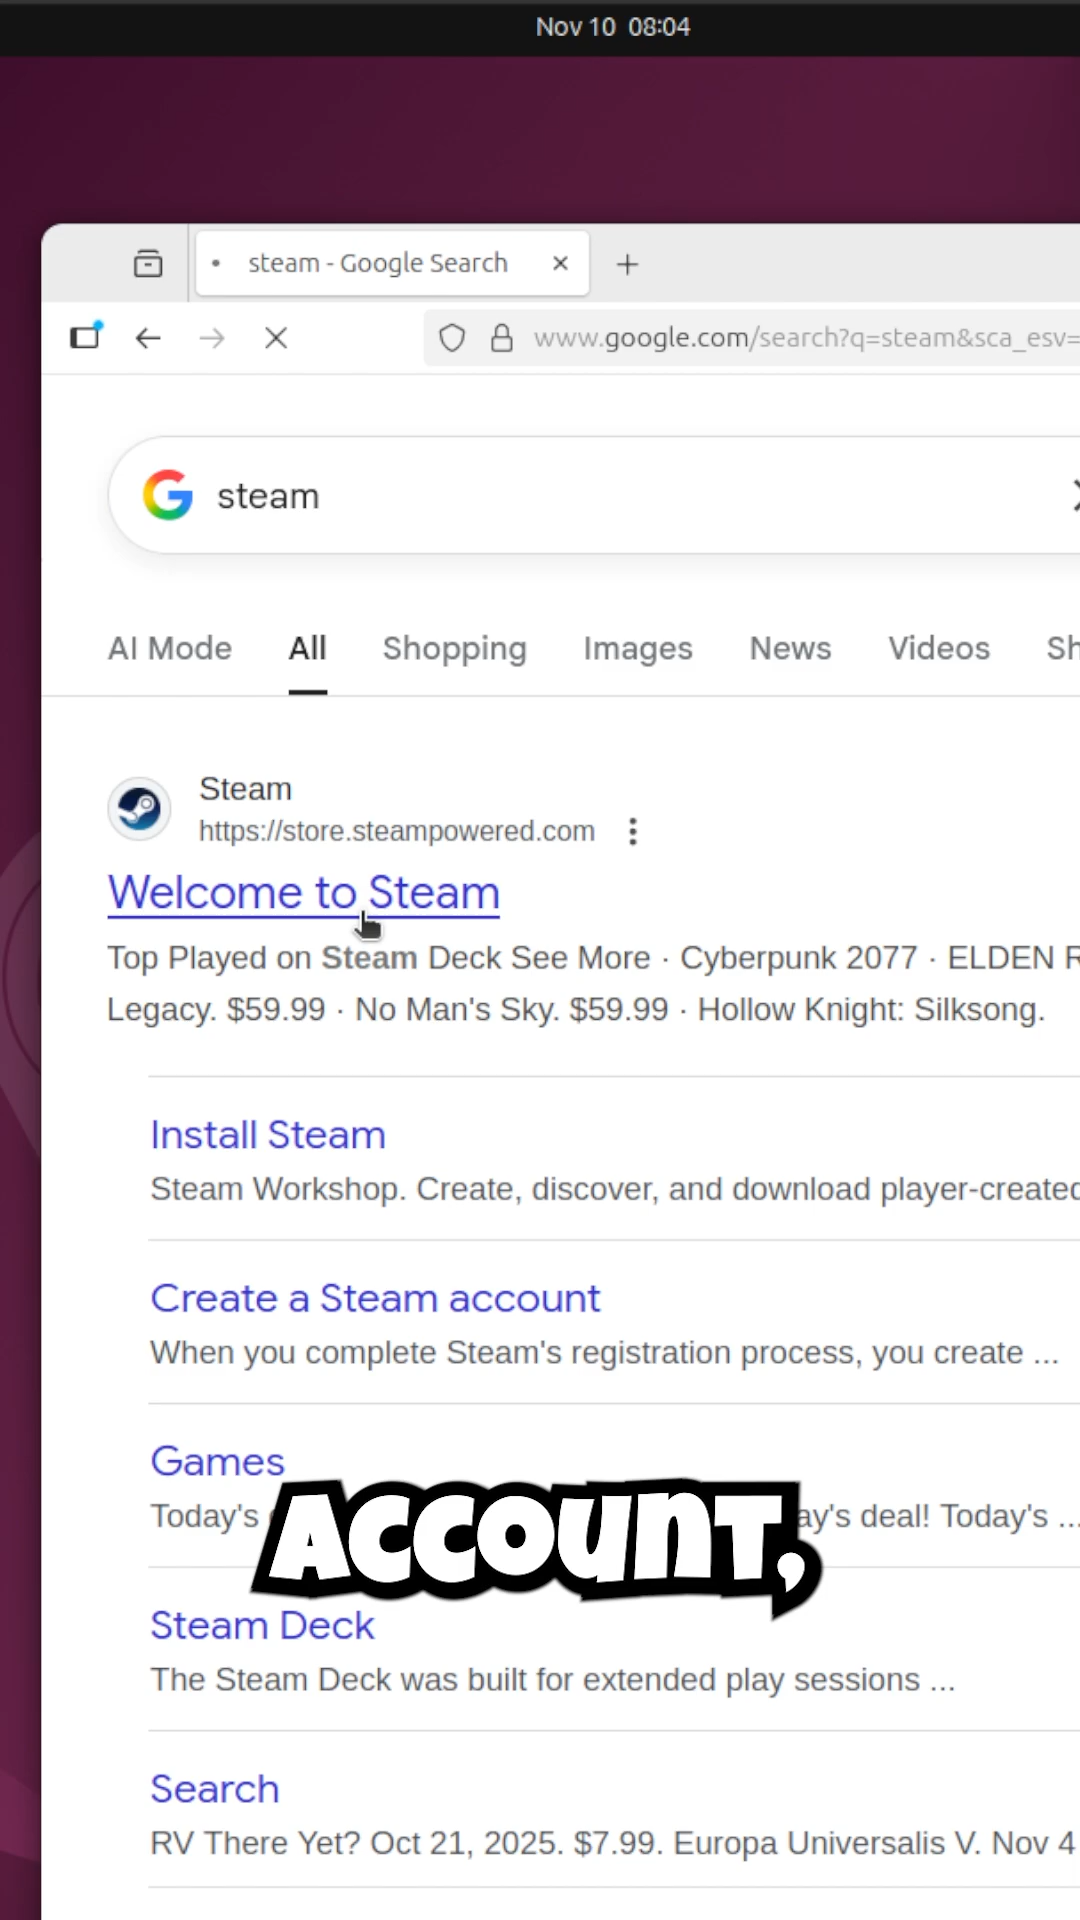 Nov 10 08:04
steam - Google Search
www.google.com/search?q=steam&sca_esv=
steam
AI Mode All Shopping Images News Videos Sh
Steam
https://store.steampowered.com
Welcome to Steam
Top Played on Steam Deck See More · Cyberpunk 2077 · ELDEN R
Legacy. $59.99 · No Man's Sky. $59.99 · Hollow Knight: Silksong.
Install Steam
Steam Workshop. Create, discover, and download player-created
Create a Steam account
When you complete Steam's registration process, you create ...
Games
Today's ay's deal! Today's ...
ACCOUNT,
Steam Deck
The Steam Deck was built for extended play sessions ...
Search
RV There Yet? Oct 21, 2025. $7.99. Europa Universalis V. Nov 4